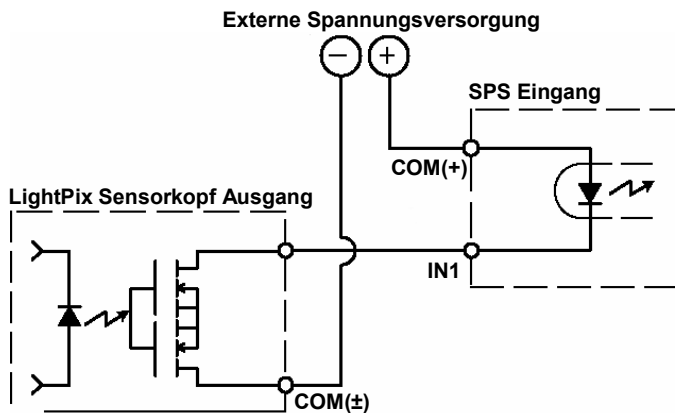 Externe Spannungsversorgung
− +
SPS Eingang
COM(+)
LightPix Sensorkopf Ausgang
IN1
COM(±)